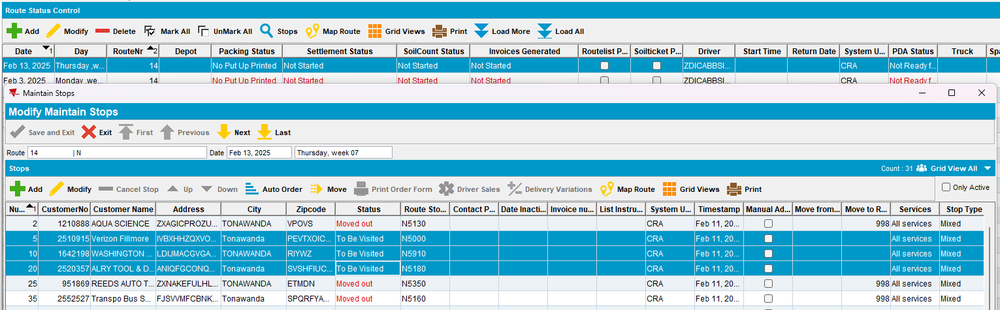 Route Status Control
Add Modify Delete Mark All UnMark All Stops Map Route Grid Views Print Load More Load All
Date 1 Day RouteNr 2 Depot Packing Status Settlement Status SoilCount Status Invoices Generated Routelist P... Soilticket P... Driver Start Time Return Date System U... PDA Status Truck Spa
Feb 13, 2025 Thursday ,w... 14 No Put Up Printed Not Started Not Started Not Started ZDICABBSI... CRA Not Ready f...
Feb 3, 2025 Monday ,we... 14 No Put Up Printed Not Started Not Started Not Started ZDICABBSI... CRA Not Ready f...
Maintain Stops
Modify Maintain Stops
Save and Exit Exit First Previous Next Last
Route 14 | N Date Feb 13, 2025 Thursday, week 07
Stops Count : 31 Grid View All
Add Modify Cancel Stop Up Down Auto Order Move Print Order Form Driver Sales Delivery Variations Map Route Grid Views Print Only Active
Nu... 1 CustomerNo Customer Name Address City Zipcode Status Route Sto... Contact P... Date Inacti... Invoice nu... List Instru... System U... Timestamp Manual Ad... Move from... Move to R... Services Stop Type
2 1210888 AQUA SCIENCE ZXAGICPROZU... TONAWANDA VPOVS Moved out N5130 CRA Feb 11, 20... 998 All services Mixed
5 2510915 Verizon Fillmore IVBXHHZQXVO... Tonawanda PEVTXOIC... To Be Visited N5000 CRA Feb 11, 20... All services Mixed
10 1642198 WASHINGTON ... LDIJMACGVGA... Tonawanda RIYWZ To Be Visited N5910 CRA Feb 11, 20... All services Mixed
20 2520357 ALRY TOOL & D... ANIQFGCONQ... Tonawanda SVSHFIUC... To Be Visited N5180 CRA Feb 11, 20... All services Mixed
25 951869 REEDS AUTO T... ZXNAKEFULHL... TONAWANDA ETMDN Moved out N5350 CRA Feb 11, 20... 998 All services Mixed
35 2552527 Transpo Bus S... FJSVVMFCBNK... TONAWANDA SPQRFYA... Moved out N5160 CRA Feb 11, 20... 998 All services Mixed